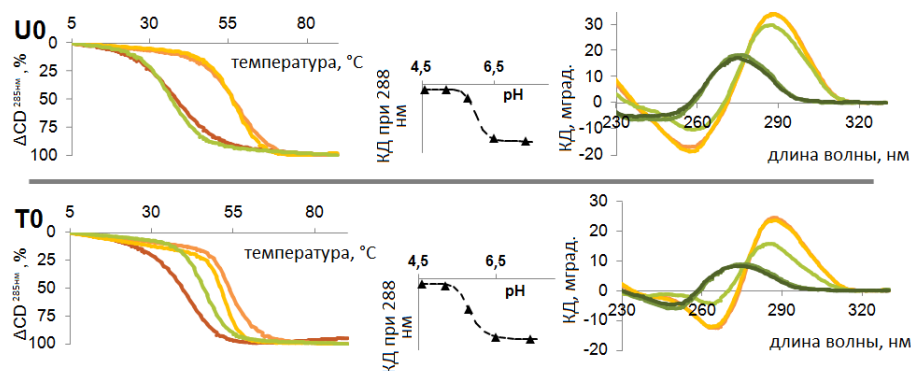 U0
5 30 55 80
температура, °C
0
25
50
75
100
ΔCD 285нм , %
4,5 6,5
pH
КД при 288 нм
30
20
10
0
-10
-20
230 260 290 320
КД, мград.
длина волны, нм
T0
5 30 55 80
температура, °C
0
25
50
75
100
ΔCD 285нм , %
4,5 6,5
pH
КД при 288 нм
30
20
10
0
-10
-20
230 260 290 320
КД, мград.
длина волны, нм